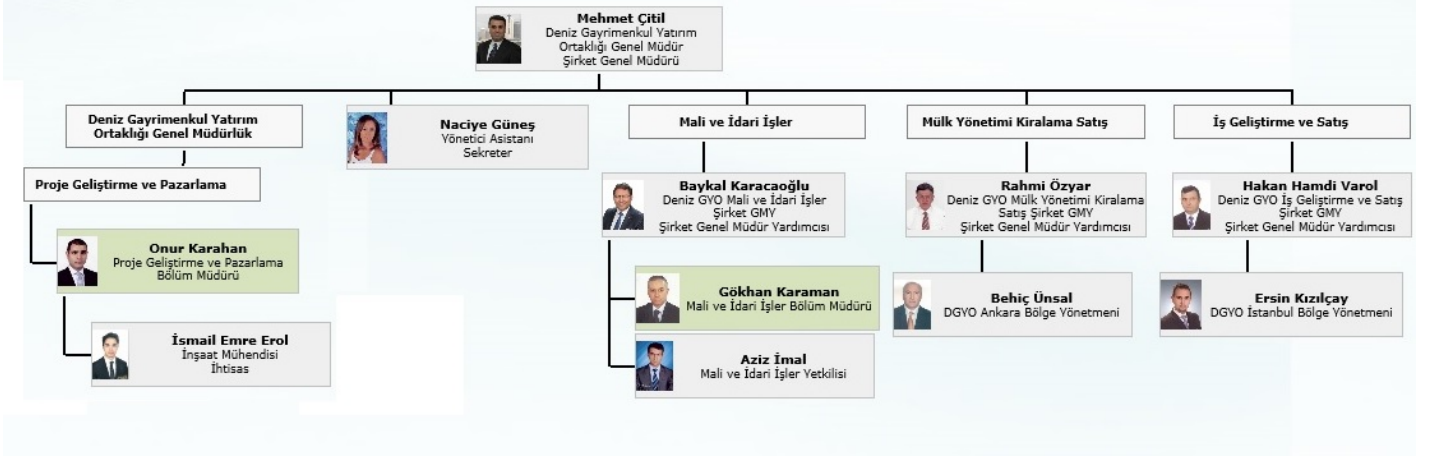 Mehmet Çitil
Deniz Gayrimenkul Yatırım
Ortaklığı Genel Müdür
Şirket Genel Müdürü
Deniz Gayrimenkul Yatırım
Ortaklığı Genel Müdürlük
Naciye Güneş
Yönetici Asistanı
Sekreter
Mali ve İdari İşler
Mülk Yönetimi Kiralama Satış
İş Geliştirme ve Satış
Proje Geliştirme ve Pazarlama
Baykal Karacaoğlu
Deniz GYO Mali ve İdari İşler
Şirket GMY
Şirket Genel Müdür Yardımcısı
Rahmi Özyar
Deniz GYO Mülk Yönetimi Kiralama
Satış Şirket GMY
Şirket Genel Müdür Yardımcısı
Hakan Hamdi Varol
Deniz GYO İş Geliştirme ve Satış
Şirket GMY
Şirket Genel Müdür Yardımcısı
Onur Karahan
Proje Geliştirme ve Pazarlama
Bölüm Müdürü
Gökhan Karaman
Mali ve İdari İşler Bölüm Müdürü
Behiç Ünsal
DGYO Ankara Bölge Yönetmeni
Ersin Kızılçay
DGYO İstanbul Bölge Yönetmeni
İsmail Emre Erol
İnşaat Mühendisi
İhtisas
Aziz İmal
Mali ve İdari İşler Yetkilisi